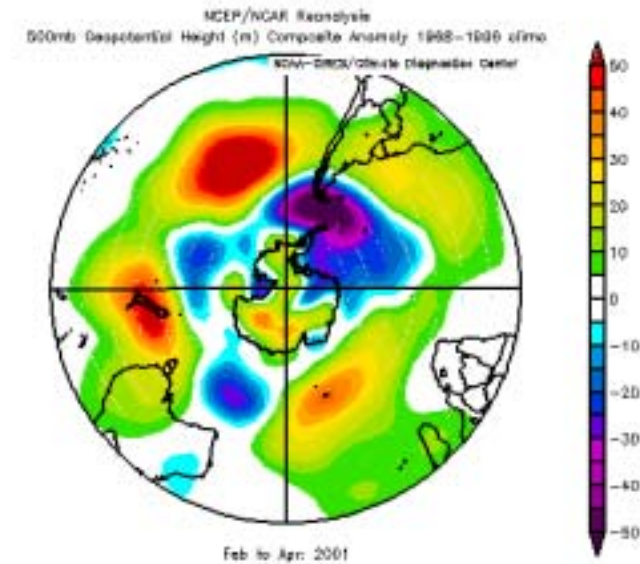 NCEP/NCAR Reanalysis
500mb Geopotential Height (m) Composite Anomaly 1968-1996 climo
NOAA-CIRES/Climate Diagnostics Center
50
40
30
20
10
0
-10
-20
-30
-40
-50
Feb to Apr: 2001